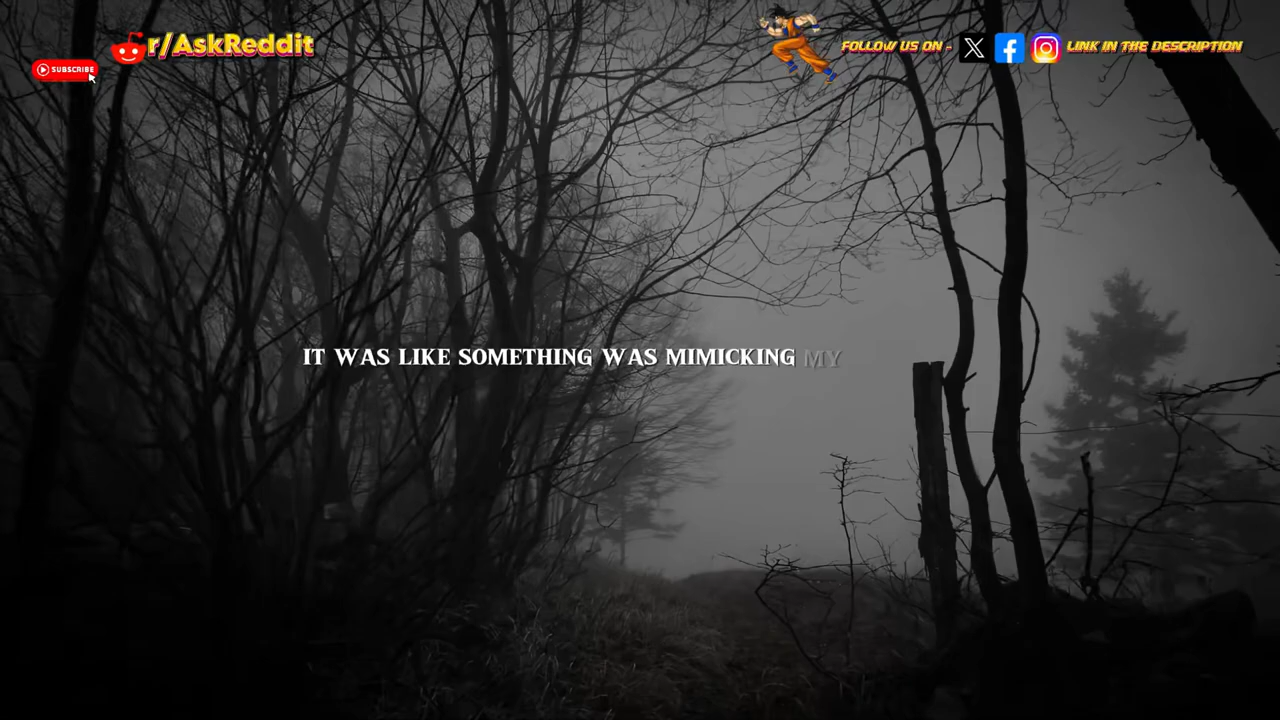 r/AskReddit
SUBSCRIBE
FOLLOW US ON -
LINK IN THE DESCRIPTION
IT WAS LIKE SOMETHING WAS MIMICKING MY